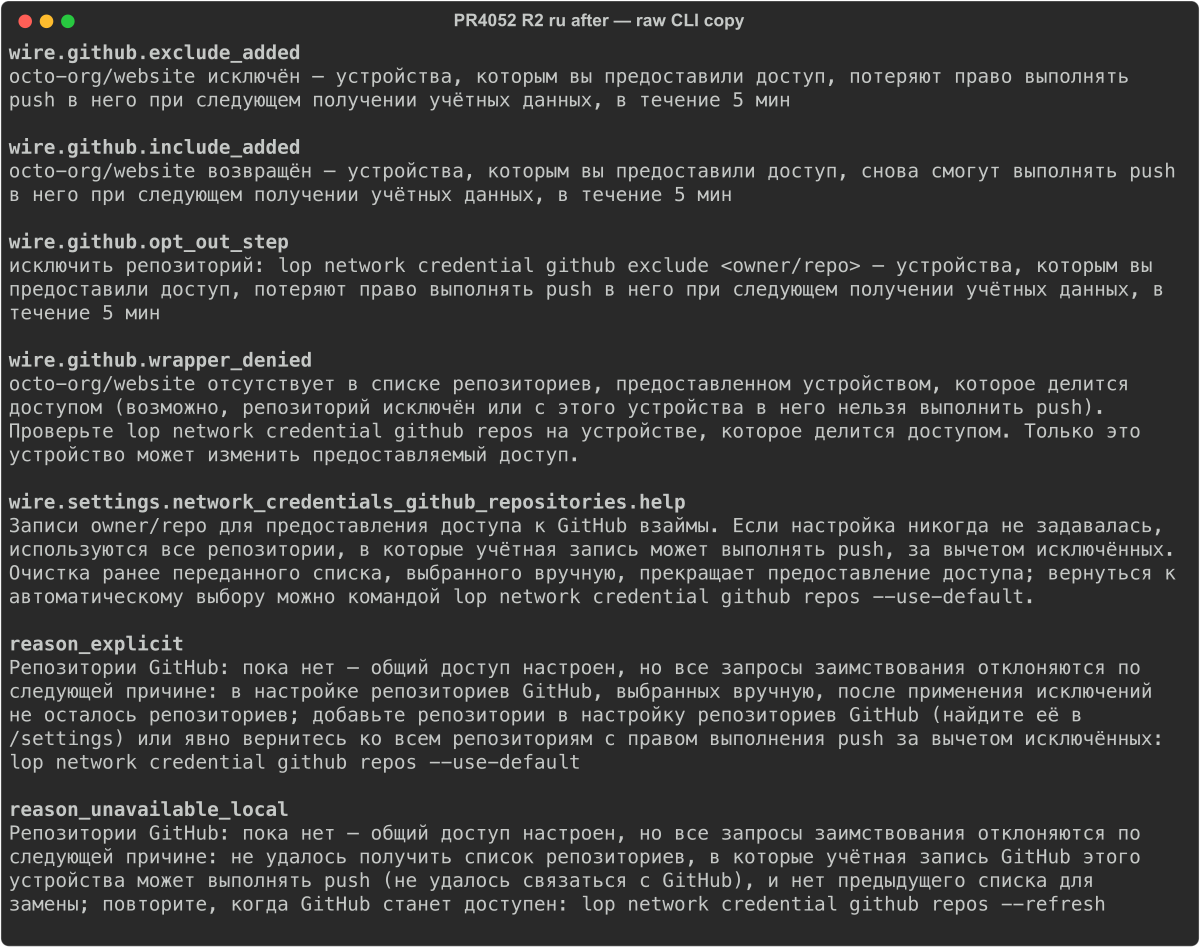 PR4052 R2 ru after — raw CLI copy
wire.github.exclude_added
octo-org/website исключён — устройства, которым вы предоставили доступ, потеряют право выполнять
push в него при следующем получении учётных данных, в течение 5 мин
wire.github.include_added
octo-org/website возвращён — устройства, которым вы предоставили доступ, снова смогут выполнять push
в него при следующем получении учётных данных, в течение 5 мин
wire.github.opt_out_step
исключить репозиторий: lop network credential github exclude <owner/repo> — устройства, которым вы
предоставили доступ, потеряют право выполнять push в него при следующем получении учётных данных, в
течение 5 мин
wire.github.wrapper_denied
octo-org/website отсутствует в списке репозиториев, предоставленном устройством, которое делится
доступом (возможно, репозиторий исключён или с этого устройства в него нельзя выполнить push).
Проверьте lop network credential github repos на устройстве, которое делится доступом. Только это
устройство может изменить предоставляемый доступ.
wire.settings.network_credentials_github_repositories.help
Записи owner/repo для предоставления доступа к GitHub взаймы. Если настройка никогда не задавалась,
используются все репозитории, в которые учётная запись может выполнять push, за вычетом исключённых.
Очистка ранее переданного списка, выбранного вручную, прекращает предоставление доступа; вернуться к
автоматическому выбору можно командой lop network credential github repos --use-default.
reason_explicit
Репозитории GitHub: пока нет — общий доступ настроен, но все запросы заимствования отклоняются по
следующей причине: в настройке репозиториев GitHub, выбранных вручную, после применения исключений
не осталось репозиториев; добавьте репозитории в настройку репозиториев GitHub (найдите её в
/settings) или явно вернитесь ко всем репозиториям с правом выполнения push за вычетом исключённых:
lop network credential github repos --use-default
reason_unavailable_local
Репозитории GitHub: пока нет — общий доступ настроен, но все запросы заимствования отклоняются по
следующей причине: не удалось получить список репозиториев, в которые учётная запись GitHub этого
устройства может выполнять push (не удалось связаться с GitHub), и нет предыдущего списка для
замены; повторите, когда GitHub станет доступен: lop network credential github repos --refresh